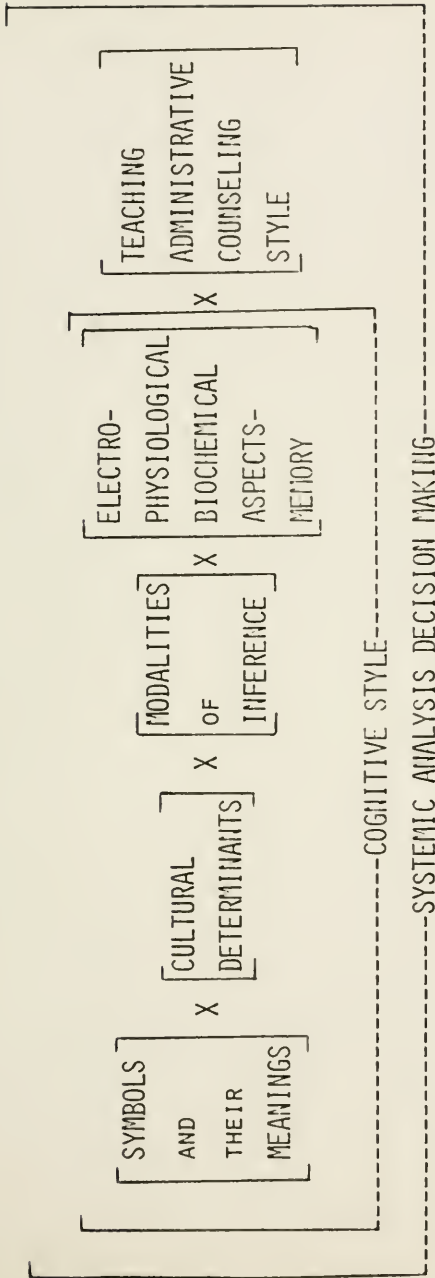 SYMBOLS
AND
THEIR
MEANINGS
X
CULTURAL
DETERMINANTS
X
MODALITIES
OF
INFERENCE
X
ELECTRO-
PHYSIOLOGICAL
BIOCHEMICAL
ASPECTS-
MEMORY
X
TEACHING
ADMINISTRATIVE
COUNSELING
STYLE
COGNITIVE STYLE
SYSTEMIC ANALYSIS DECISION MAKING